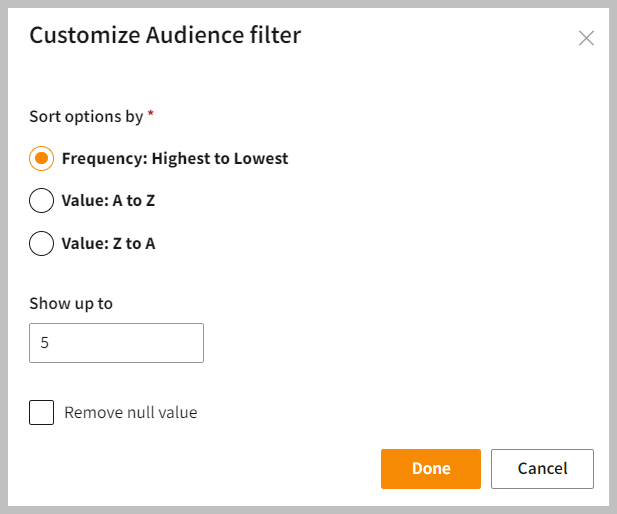 Customize Audience filter
Sort options by *
Frequency: Highest to Lowest
Value: A to Z
Value: Z to A
Show up to
5
Remove null value
Done
Cancel